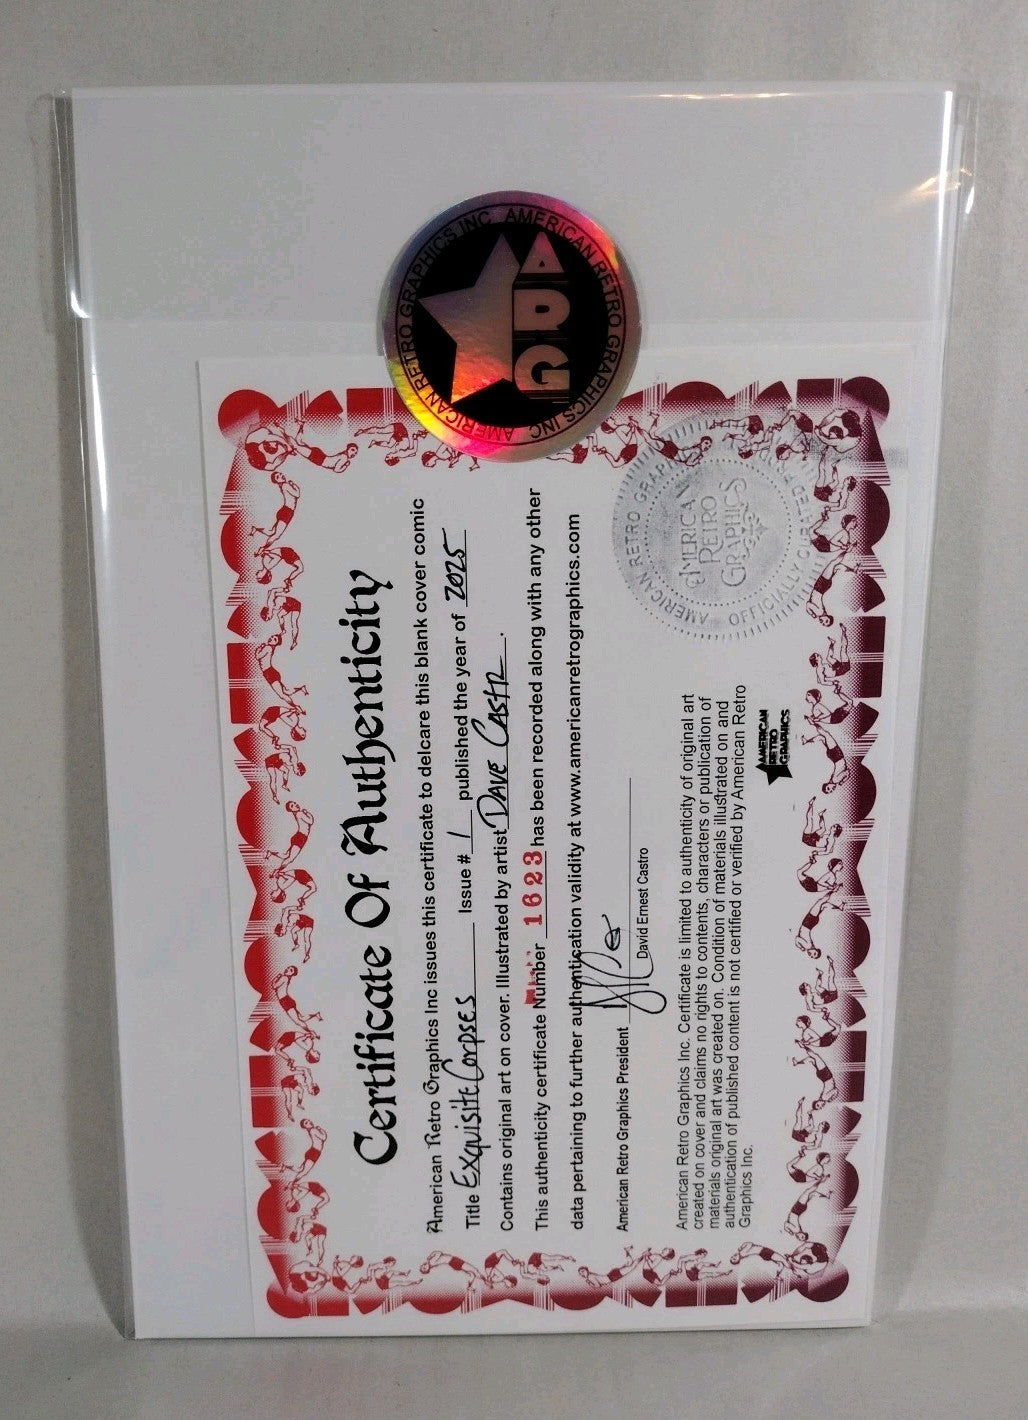 AMERICAN RETRO GRAPHICS INC. AMERICAN RETRO GRAPHICS INC.
ARG
Certificate Of Authenticity
American Retro Graphics Inc issues this certificate to delcare this blank cover comic
Title Exquisite Corpses Issue # 1 published the year of 2025
Contains original art on cover. Illustrated by artist Dave Castr.
This authenticity certificate Number 1623 has been recorded along with any other
data pertaining to further authentication validity at www.americanretrographics.com
American Retro Graphics President
David Ernest Castro
AMERICAN RETRO GRAPHICS
OFFICIALLY CREATED
AMERICAN
RETRO
GRAPHICS
American Retro Graphics Inc. Certificate is limited to authenticity of original art
created on cover and claims no rights to contents, characters or publication of
materials original art was created on. Condition of materials illustrated on and
authentication of published content is not certified or verified by American Retro
Graphics Inc.
AMERICAN
RETRO
GRAPHICS